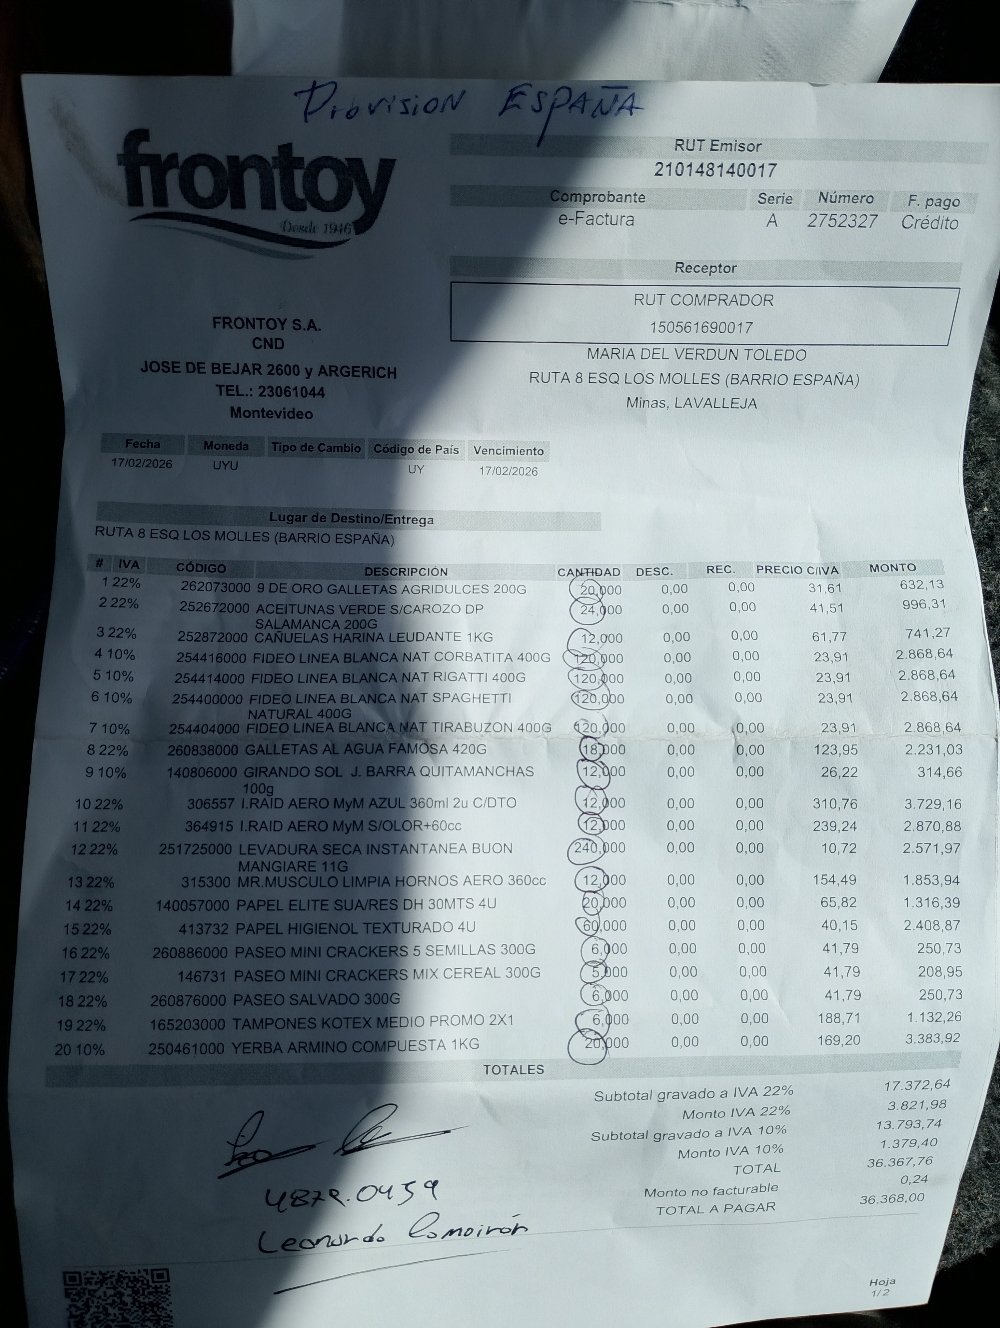 Provision ESPAÑA
frontoy
Desde 1946
RUT Emisor
210148140017
Comprobante Serie Número F. pago
e-Factura A 2752327 Crédito
Receptor
RUT COMPRADOR
150561690017
FRONTOY S.A.
CND
JOSE DE BEJAR 2600 y ARGERICH
TEL.: 23061044
Montevideo
MARIA DEL VERDUN TOLEDO
RUTA 8 ESQ LOS MOLLES (BARRIO ESPAÑA)
Minas, LAVALLEJA
Fecha Moneda Tipo de Cambio Código de País Vencimiento
17/02/2026 UYU UY 17/02/2026
Lugar de Destino/Entrega
RUTA 8 ESQ LOS MOLLES (BARRIO ESPAÑA)
# IVA CÓDIGO DESCRIPCIÓN CANTIDAD DESC. REC. PRECIO C/IVA MONTO
1 22% 262073000 9 DE ORO GALLETAS AGRIDULCES 200G 20,000 0,00 0,00 31,61 632,13
2 22% 252672000 ACEITUNAS VERDE S/CAROZO DP 24,000 0,00 0,00 41,51 996,31
SALAMANCA 200G
3 22% 252872000 CAÑUELAS HARINA LEUDANTE 1KG 12,000 0,00 0,00 61,77 741,27
4 10% 254416000 FIDEO LINEA BLANCA NAT CORBATITA 400G 120,000 0,00 0,00 23,91 2.868,64
5 10% 254414000 FIDEO LINEA BLANCA NAT RIGATTI 400G 120,000 0,00 0,00 23,91 2.868,64
6 10% 254400000 FIDEO LINEA BLANCA NAT SPAGHETTI 120,000 0,00 0,00 23,91 2.868,64
NATURAL 400G
7 10% 254404000 FIDEO LINEA BLANCA NAT TIRABUZON 400G 120,000 0,00 0,00 23,91 2.868,64
8 22% 260838000 GALLETAS AL AGUA FAMOSA 420G 18,000 0,00 0,00 123,95 2.231,03
9 10% 140806000 GIRANDO SOL J. BARRA QUITAMANCHAS 12,000 0,00 0,00 26,22 314,66
100g
10 22% 306557 I.RAID AERO MyM AZUL 360ml 2u C/DTO 12,000 0,00 0,00 310,76 3.729,16
11 22% 364915 I.RAID AERO MyM S/OLOR+60cc 12,000 0,00 0,00 239,24 2.870,88
12 22% 251725000 LEVADURA SECA INSTANTANEA BUON 240,000 0,00 0,00 10,72 2.571,97
MANGIARE 11G
13 22% 315300 MR.MUSCULO LIMPIA HORNOS AERO 360cc 12,000 0,00 0,00 154,49 1.853,94
14 22% 140057000 PAPEL ELITE SUA/RES DH 30MTS 4U 20,000 0,00 0,00 65,82 1.316,39
15 22% 413732 PAPEL HIGIENOL TEXTURADO 4U 60,000 0,00 0,00 40,15 2.408,87
16 22% 260886000 PASEO MINI CRACKERS 5 SEMILLAS 300G 6,000 0,00 0,00 41,79 250,73
17 22% 146731 PASEO MINI CRACKERS MIX CEREAL 300G 5,000 0,00 0,00 41,79 208,95
18 22% 260876000 PASEO SALVADO 300G 6,000 0,00 0,00 41,79 250,73
19 22% 165203000 TAMPONES KOTEX MEDIO PROMO 2X1 6,000 0,00 0,00 188,71 1.132,26
20 10% 250461000 YERBA ARMINO COMPUESTA 1KG 20,000 0,00 0,00 169,20 3.383,92
TOTALES
Subtotal gravado a IVA 22% 17.372,64
Monto IVA 22% 3.821,98
Subtotal gravado a IVA 10% 13.793,74
Monto IVA 10% 1.379,40
TOTAL 36.367,76
Monto no facturable 0,24
TOTAL A PAGAR 36.368,00
Leonardo
Hoja
1/2